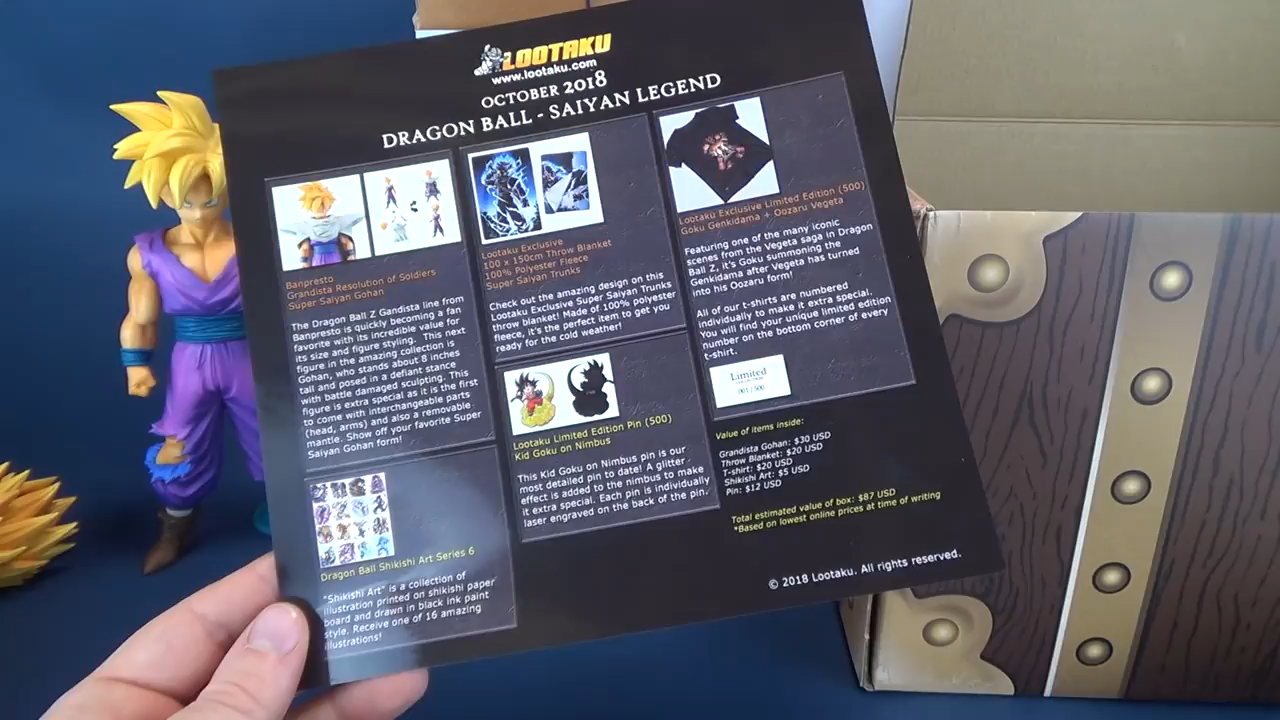 LOOTAKU
www.lootaku.com
OCTOBER 2018
DRAGON BALL - SAIYAN LEGEND
Banpresto
Grandista Resolution of Soldiers
Super Saiyan Gohan
The Dragon Ball Z Gandista line from
Banpresto is quickly becoming a fan
favorite with its incredible value for
its size and figure styling. This next
figure in the amazing collection is
Gohan, who stands about 8 inches
tall and posed in a defiant stance
with battle damaged sculpting. This
figure is extra special as it is the first
to come with interchangeable parts
(head, arms) and also a removable
mantle. Show off your favorite Super
Saiyan Gohan form!
Dragon Ball Shikishi Art Series 6
"Shikishi Art" is a collection of
illustration printed on shikishi paper
board and drawn in black ink paint
style. Receive one of 16 amazing
illustrations!
Lootaku Exclusive
100 x 150cm Throw Blanket
100% Polyester Fleece
Super Saiyan Trunks
Check out the amazing design on this
Lootaku Exclusive Super Saiyan Trunks
throw blanket! Made of 100% polyester
fleece, it's the perfect item to get you
ready for the cold weather!
Lootaku Limited Edition Pin (500)
Kid Goku on Nimbus
This Kid Goku on Nimbus pin is our
most detailed pin to date! A glitter
effect is added to the nimbus to make
it extra special. Each pin is individually
laser engraved on the back of the pin.
Lootaku Exclusive Limited Edition (500)
Goku Genkidama + Oozaru Vegeta
Featuring one of the many iconic
scenes from the Vegeta saga in Dragon
Ball Z, it's Goku summoning the
Genkidama after Vegeta has turned
into his Oozaru form!
All of our t-shirts are numbered
individually to make it extra special.
You will find your unique limited edition
number on the bottom corner of every
t-shirt.
Limited
001/500
Value of items inside:
Grandista Gohan: $30 USD
Throw Blanket: $20 USD
T-shirt: $20 USD
Shikishi Art: $5 USD
Pin: $12 USD
Total estimated value of box: $87 USD
*Based on lowest online prices at time of writing
© 2018 Lootaku. All rights reserved.